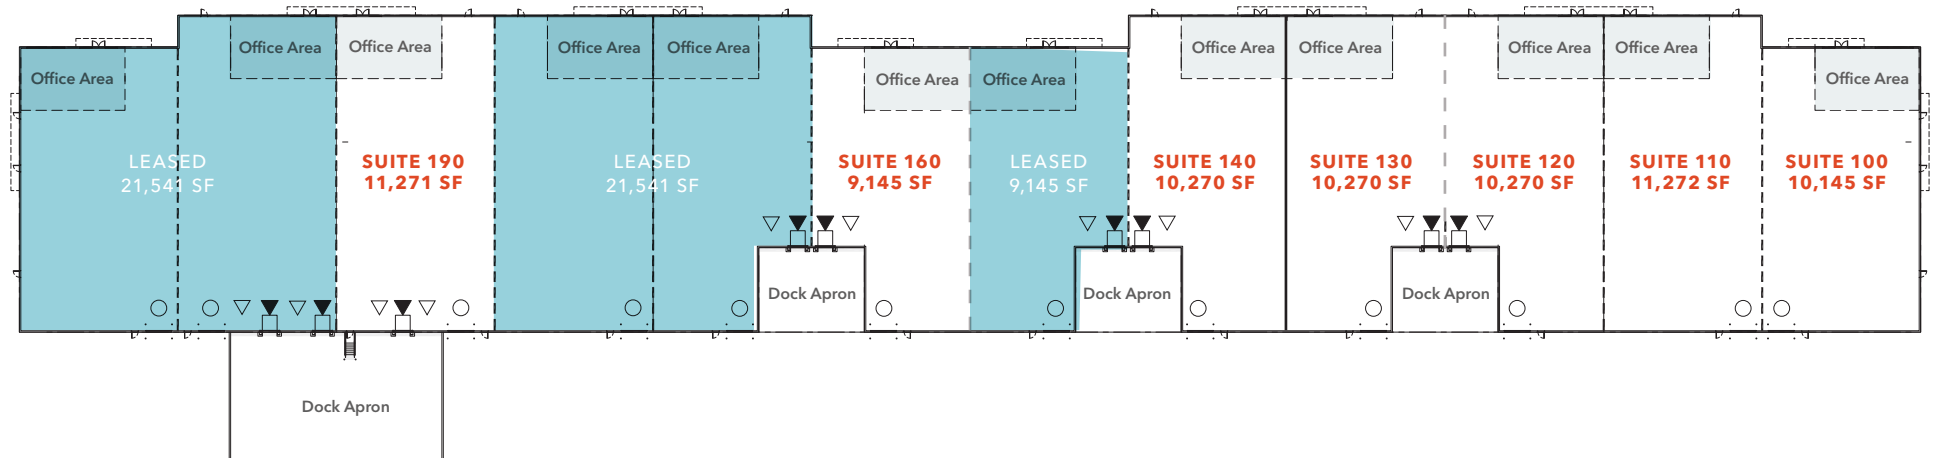 Office Area
Office Area
Office Area
Office Area
Office Area
Office Area
Office Area
Office Area
Office Area
Office Area
Office Area
Office Area
LEASED
21,541 SF
SUITE 190
11,271 SF
LEASED
21,541 SF
SUITE 160
9,145 SF
LEASED
9,145 SF
SUITE 140
10,270 SF
SUITE 130
10,270 SF
SUITE 120
10,270 SF
SUITE 110
11,272 SF
SUITE 100
10,145 SF
Dock Apron
Dock Apron
Dock Apron
Dock Apron